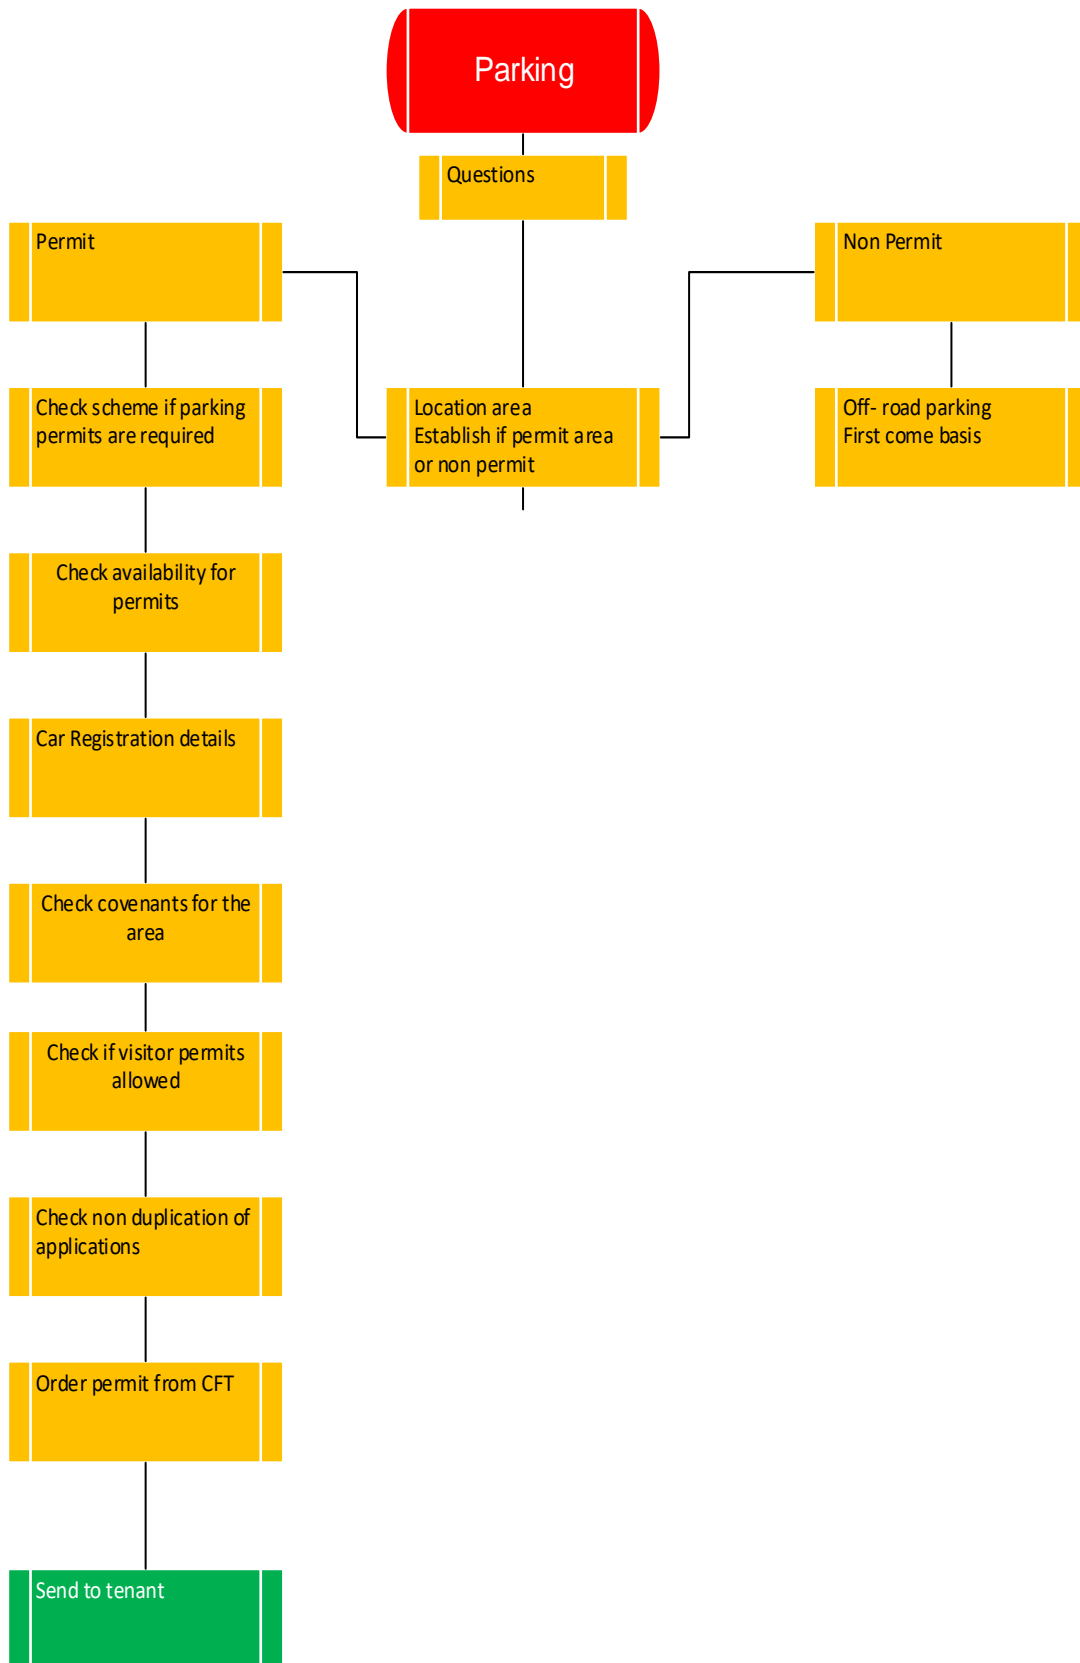 Parking
Questions
Permit
Non Permit
Check scheme if parking
permits are required
Location area
Establish if permit area
or non permit
Off- road parking
First come basis
Check availability for
permits
Car Registration details
Check covenants for the
area
Check if visitor permits
allowed
Check non duplication of
applications
Order permit from CFT
Send to tenant